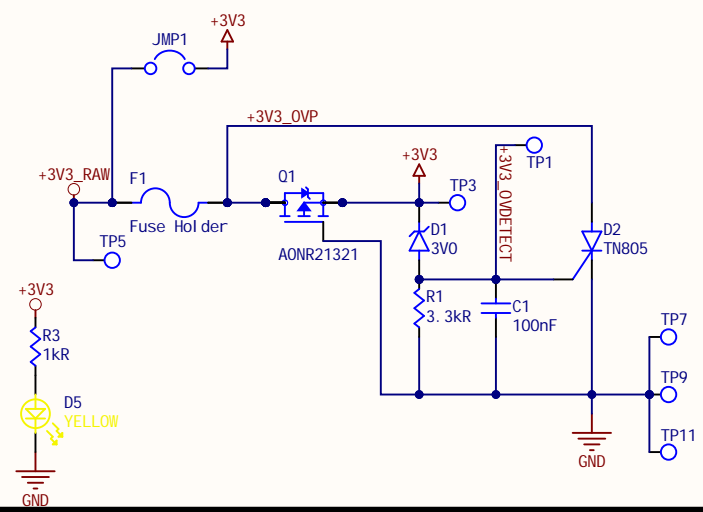 +3V3
JMP1
+3V3_OVP
+3V3_RAW
F1
Q1
+3V3
TP3
+3V3_OVDETECT
TP1
Fuse Holder
TP5
AONR21321
D1
3V0
D2
TN805
+3V3
R1
3.3kR
C1
100nF
R3
1kR
TP7
TP9
D5
YELLOW
TP11
GND
GND